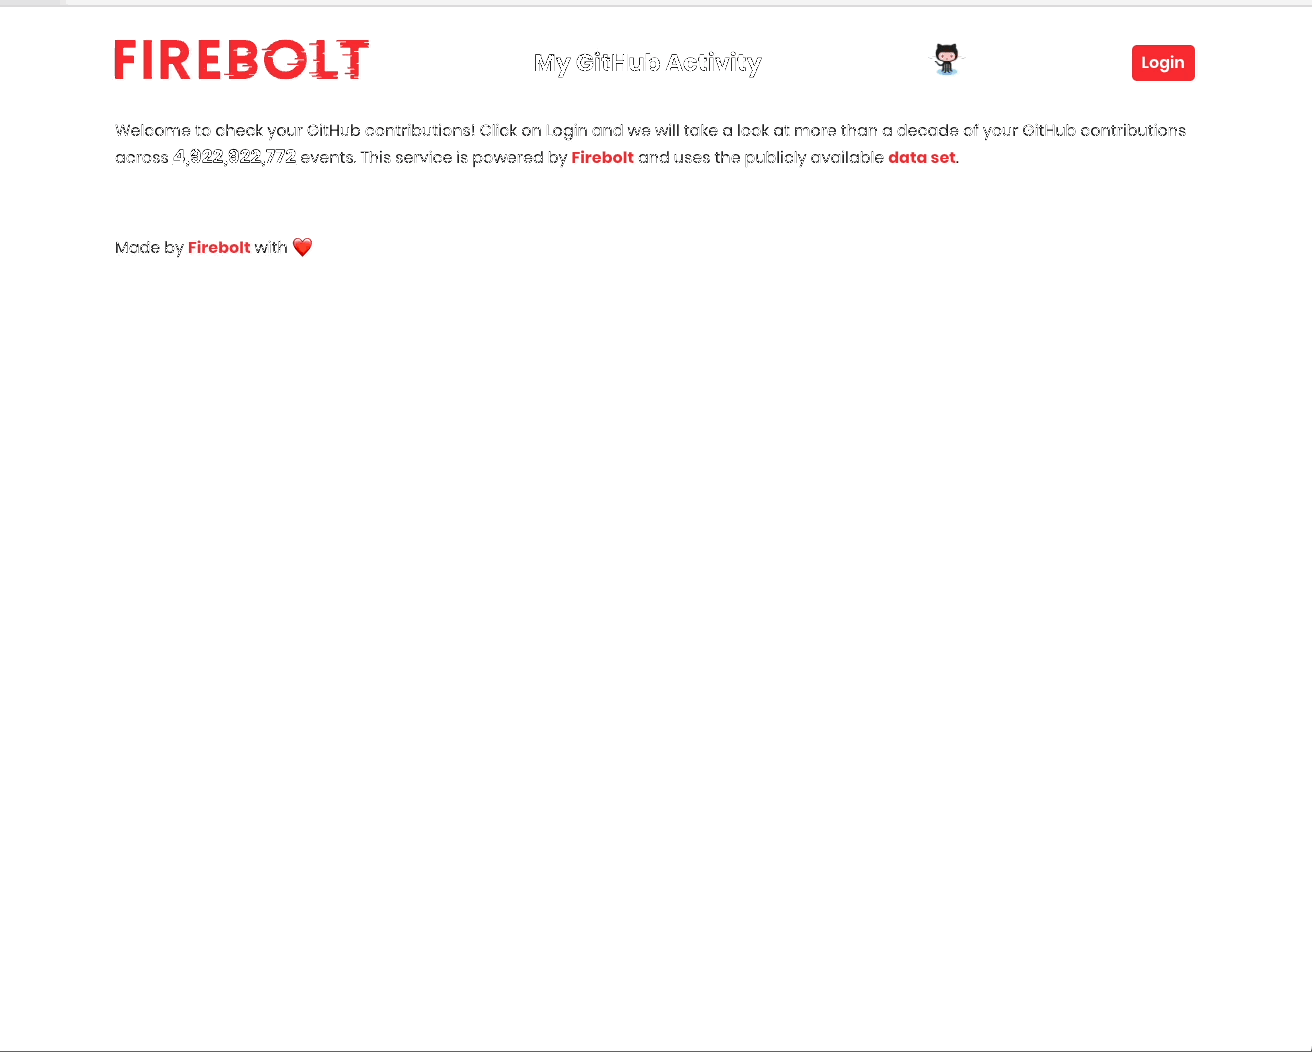 FIREBOLT
My GitHub Activity
Login
Welcome to check your GitHub contributions! Click on Login and we will take a look at more than a decade of your GitHub contributions
across 4,922,922,772 events. This service is powered by Firebolt and uses the publicly available data set.
Made by Firebolt with ❤️